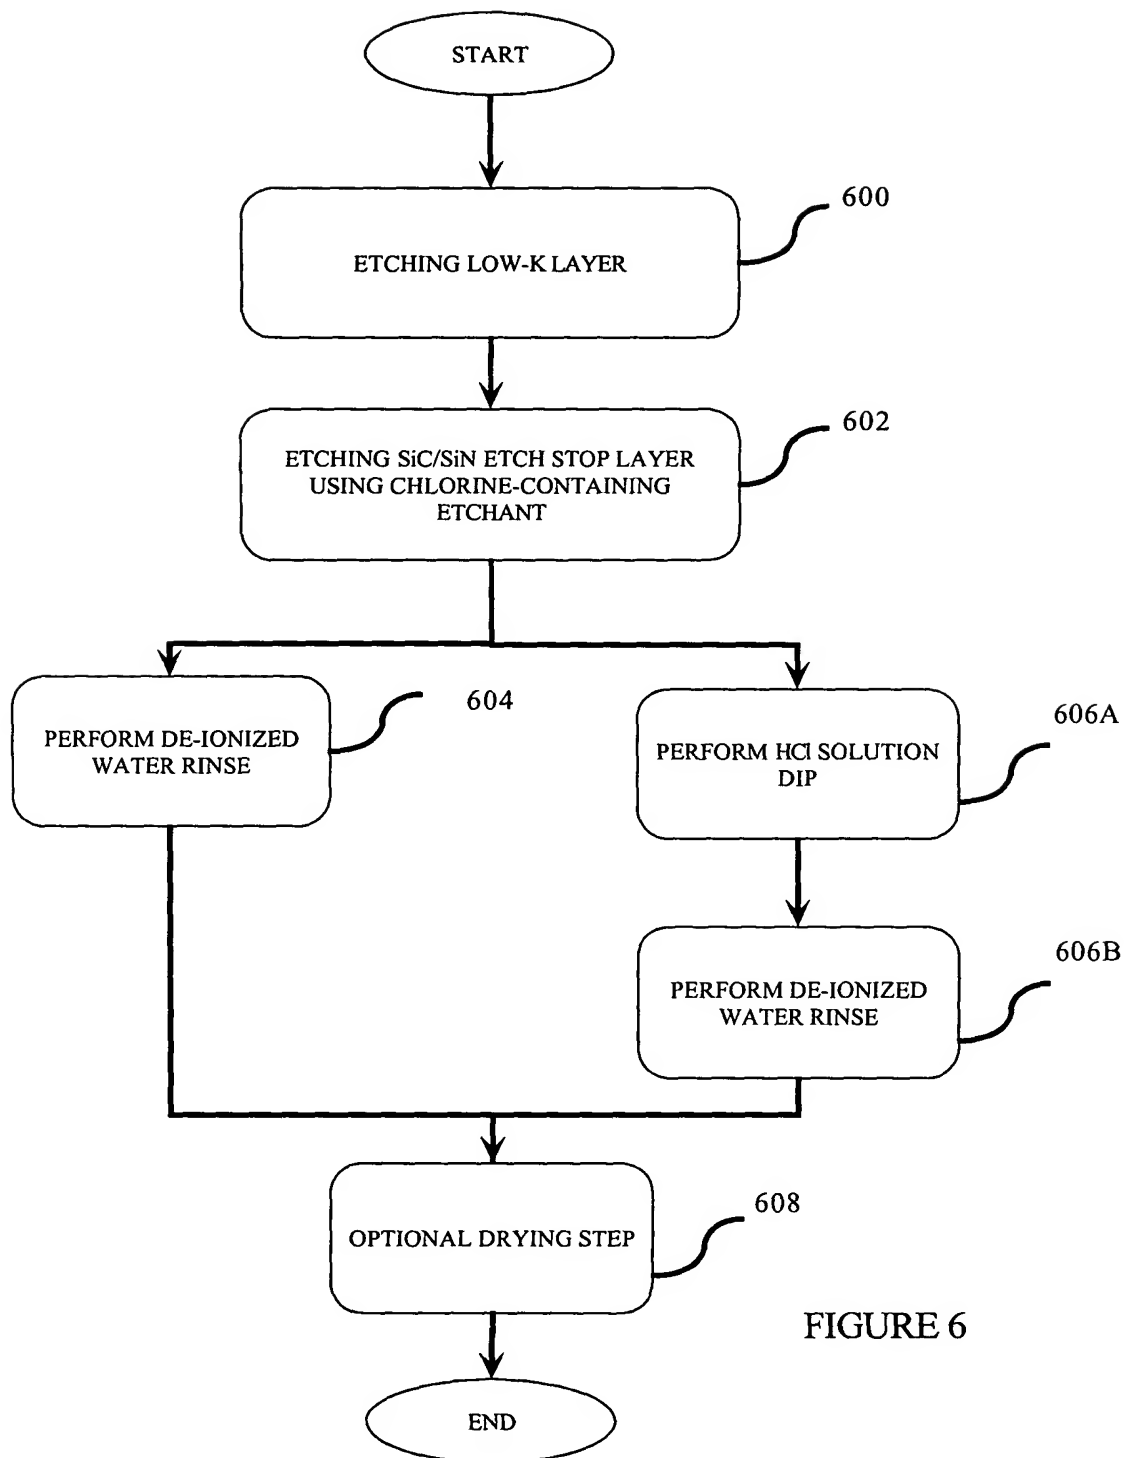 START
600
ETCHING LOW-K LAYER
602
ETCHING SiC/SiN ETCH STOP LAYER
USING CHLORINE-CONTAINING
ETCHANT
604
PERFORM DE-IONIZED
WATER RINSE
606A
PERFORM HCl SOLUTION
DIP
606B
PERFORM DE-IONIZED
WATER RINSE
608
OPTIONAL DRYING STEP
FIGURE 6
END